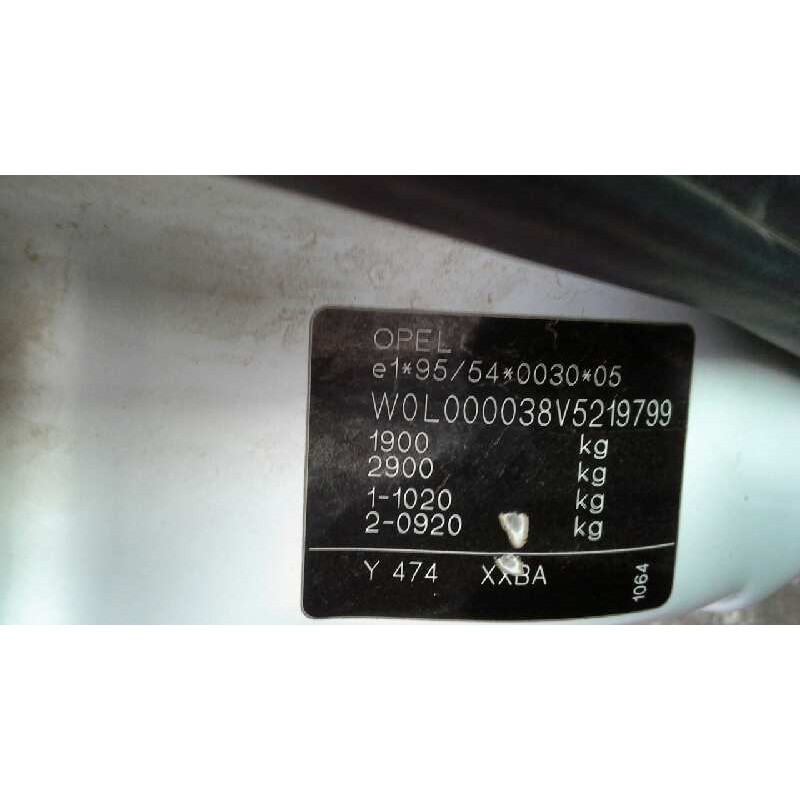 OPEL
e1*95/54*0030*05
W0L000038V5219799
1900 kg
2900 kg
1-1020 kg
2-0920 kg
Y 474 XXBA
1064